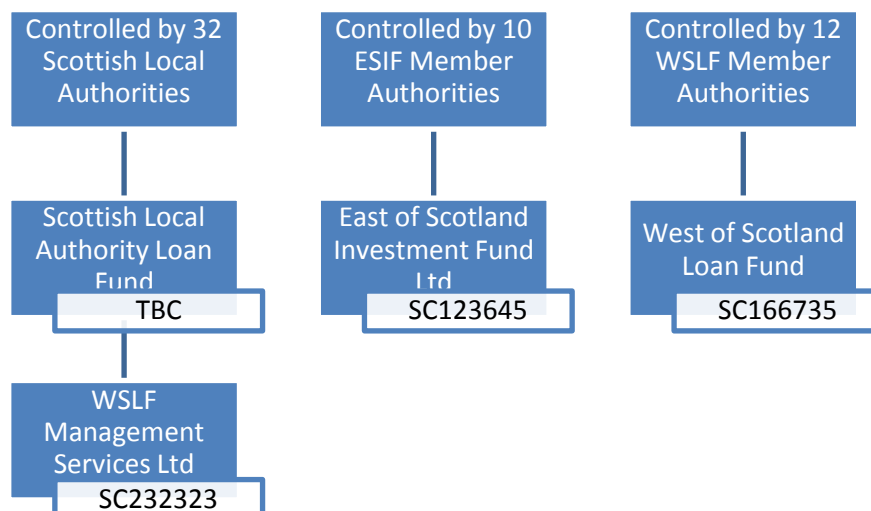 Controlled by 32
Scottish Local
Authorities
Controlled by 10
ESIF Member
Authorities
Controlled by 12
WSLF Member
Authorities
Scottish Local
Authority Loan
Fund
TBC
East of Scotland
Investment Fund
Ltd
SC123645
West of Scotland
Loan Fund
SC166735
WSLF
Management
Services Ltd
SC232323